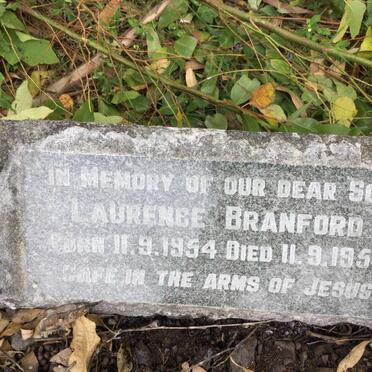 IN MEMORY OF OUR DEAR SO
LAURENCE BRANFORD
BORN 11.9.1954 DIED 11.9.195
SAFE IN THE ARMS OF JESUS